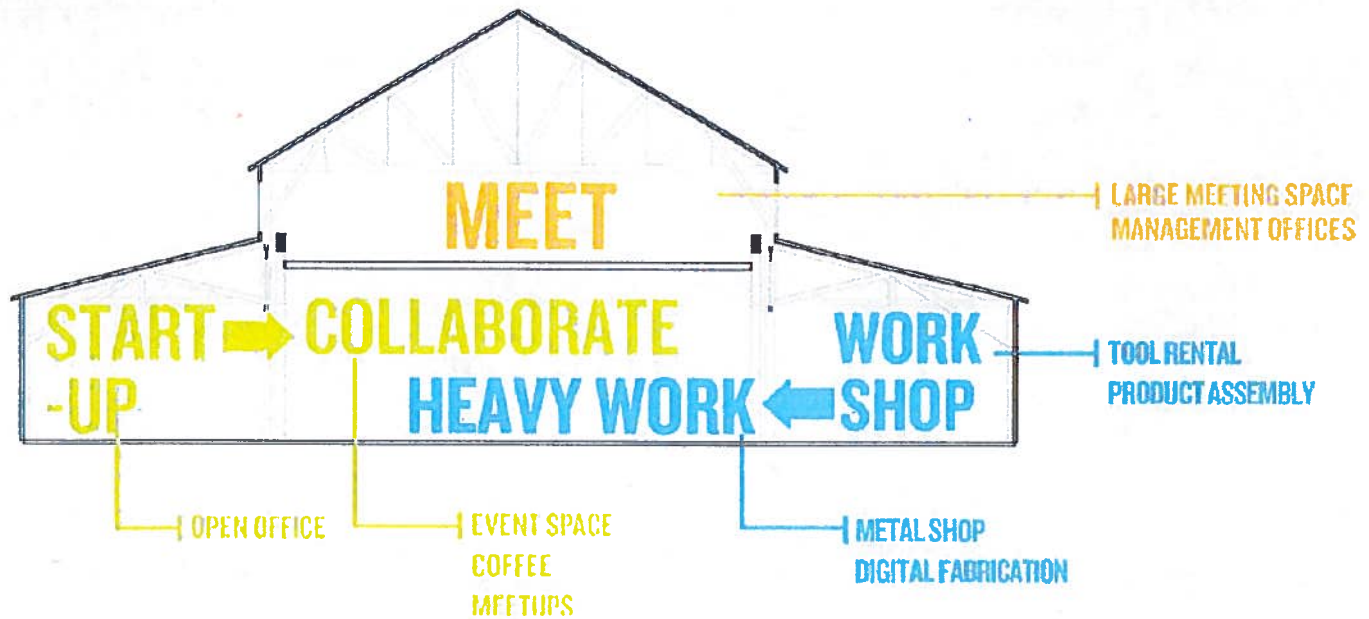 MEET
LARGE MEETING SPACE
MANAGEMENT OFFICES
START
-UP
COLLABORATE
HEAVY WORK
WORK
SHOP
TOOL RENTAL
PRODUCT ASSEMBLY
OPEN OFFICE
EVENT SPACE
COFFEE
MEETUPS
METAL SHOP
DIGITAL FABRICATION